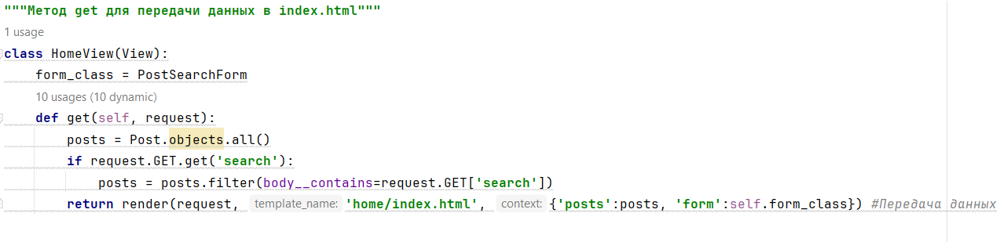 """Метод get для передачи данных в index.html"""
1 usage
class HomeView(View):
    form_class = PostSearchForm
    10 usages (10 dynamic)
    def get(self, request):
        posts = Post.objects.all()
        if request.GET.get('search'):
            posts = posts.filter(body__contains=request.GET['search'])
        return render(request, template_name: 'home/index.html', context: {'posts':posts, 'form':self.form_class}) #Передача данных